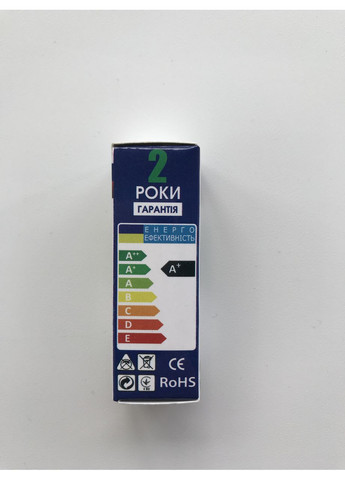 2
РОКИ
ГАРАНТІЯ
ЕНЕРГО
ЕФЕКТИВНІСТЬ
A++
A+ A+
A
B
C
D
E
CE
RoHS